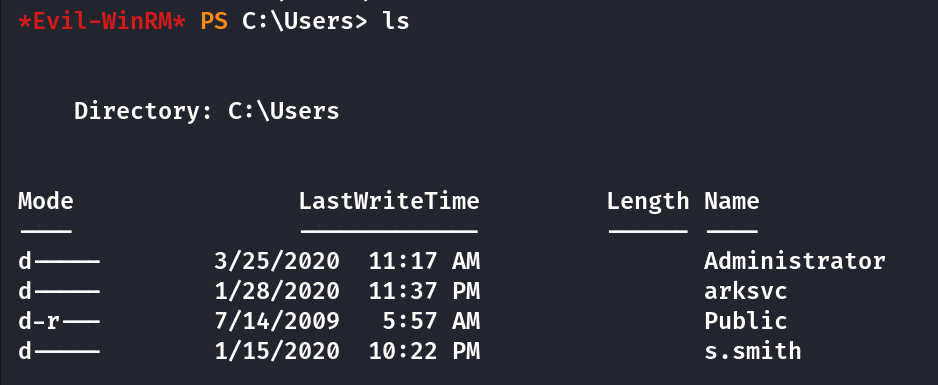 *Evil-WinRM* PS C:\Users> ls
Directory: C:\Users
Mode                LastWriteTime         Length Name
----                -------------         ------ ----
d-----        3/25/2020  11:17 AM                Administrator
d-----        1/28/2020  11:37 PM                arksvc
d-r---        7/14/2009   5:57 AM                Public
d-----        1/15/2020  10:22 PM                s.smith